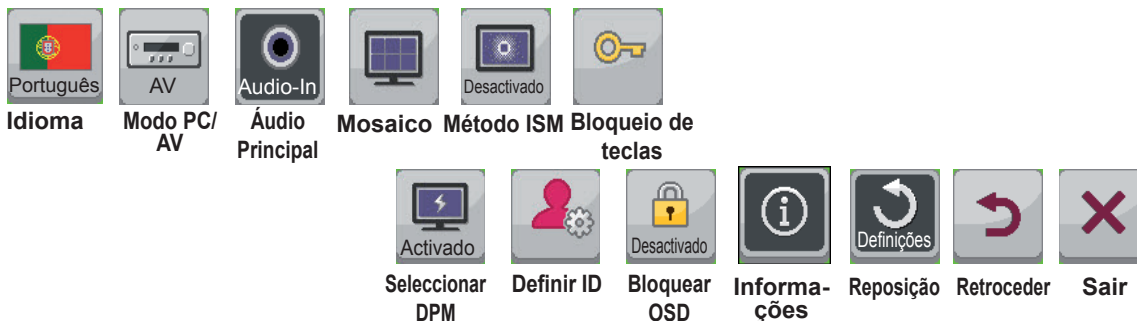 Português
AV
Audio-In
Desactivado
Idioma
Modo PC/
AV
Áudio
Principal
Mosaico
Método ISM
Bloqueio de
teclas
Activado
Desactivado
Definições
Seleccionar
DPM
Definir ID
Bloquear
OSD
Informa-
ções
Reposição
Retroceder
Sair